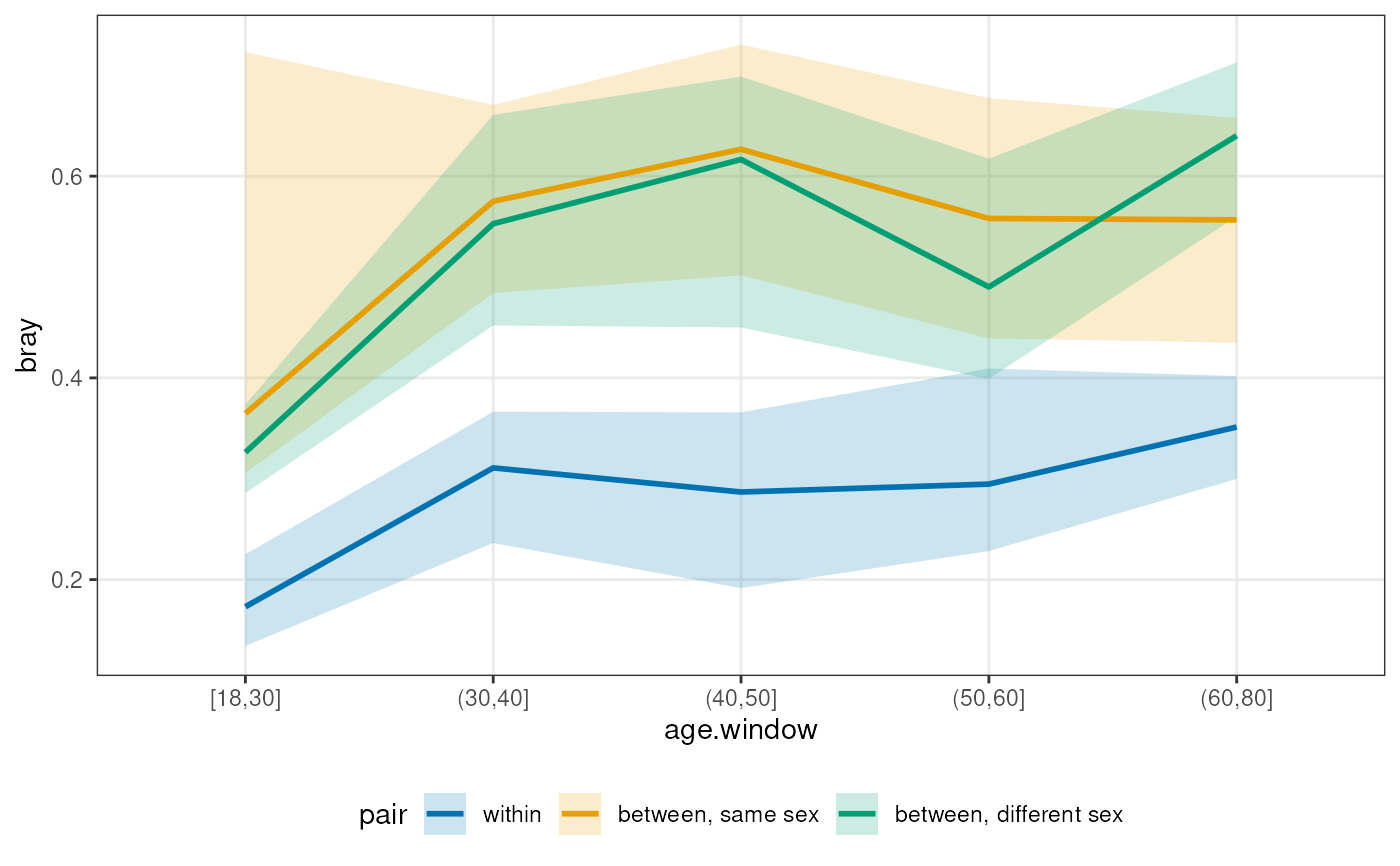 bray
0.6
0.4
0.2
[18,30] (30,40] (40,50] (50,60] (60,80]
age.window
pair within between, same sex between, different sex